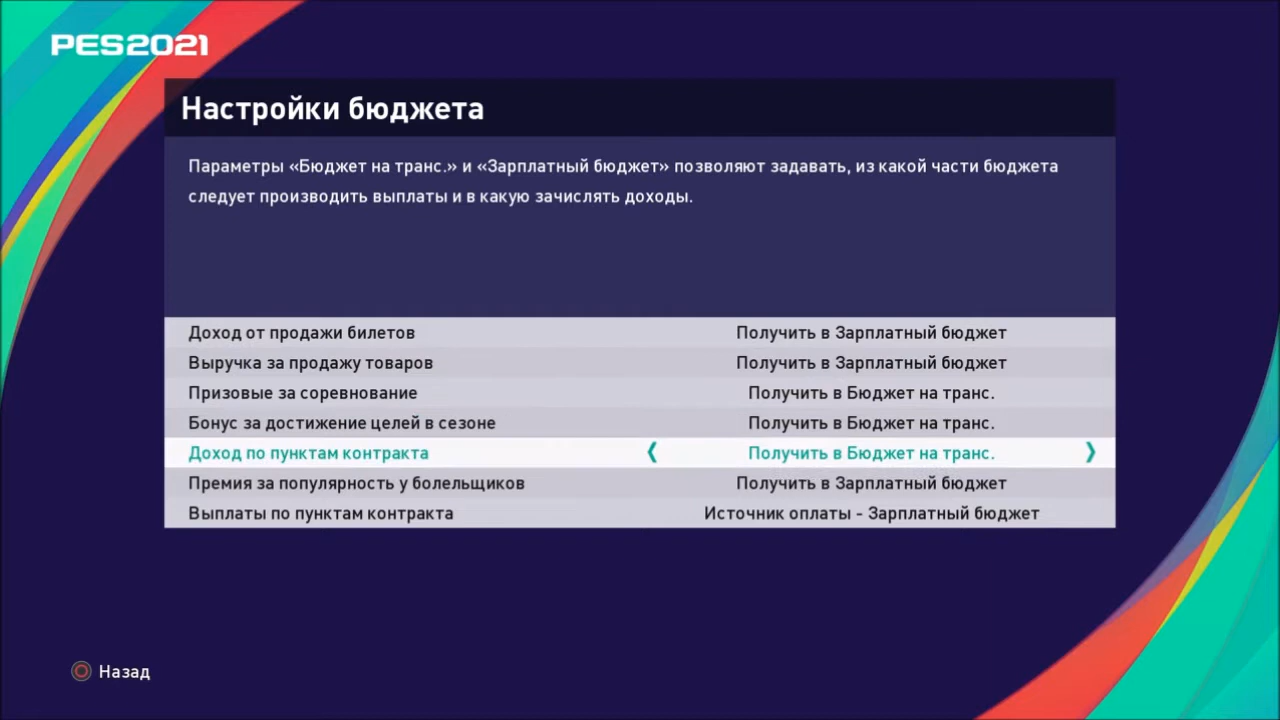 PES2021
Настройки бюджета
Параметры «Бюджет на транс.» и «Зарплатный бюджет» позволяют задавать, из какой части бюджета
следует производить выплаты и в какую зачислять доходы.
Доход от продажи билетов Получить в Зарплатный бюджет
Выручка за продажу товаров Получить в Зарплатный бюджет
Призовые за соревнование Получить в Бюджет на транс.
Бонус за достижение целей в сезоне Получить в Бюджет на транс.
Доход по пунктам контракта Получить в Бюджет на транс.
Премия за популярность у болельщиков Получить в Зарплатный бюджет
Выплаты по пунктам контракта Источник оплаты - Зарплатный бюджет
Назад